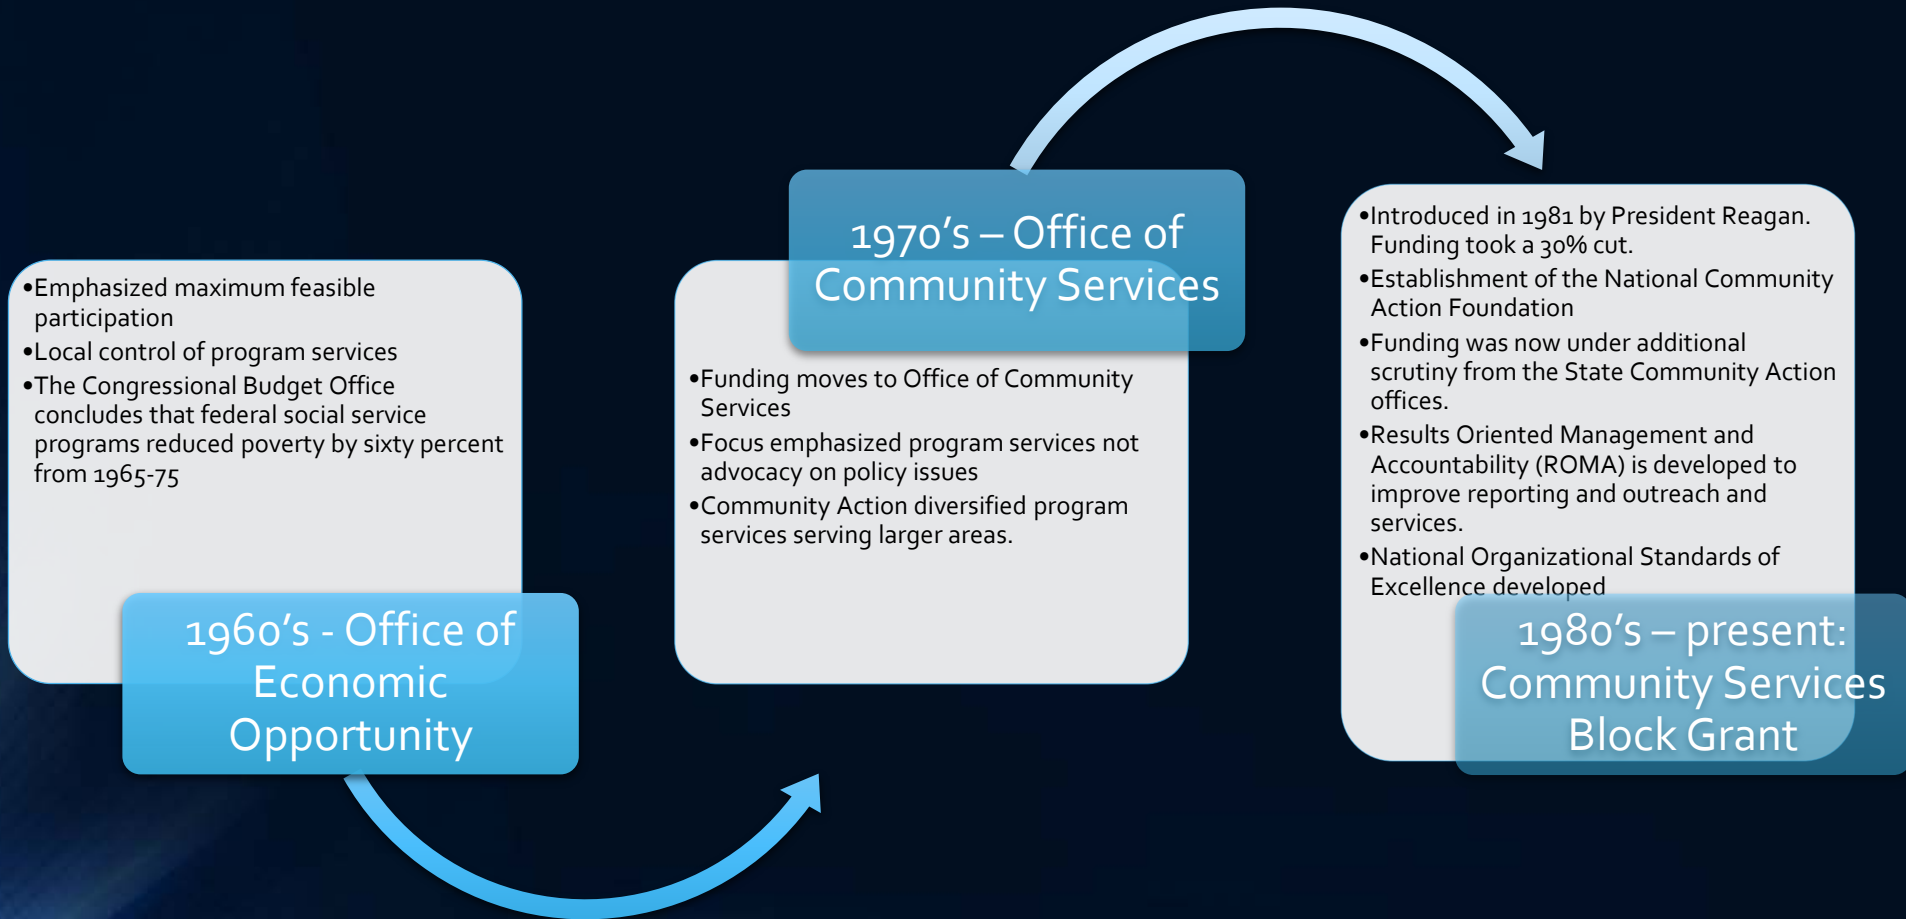 •Emphasized maximum feasible
participation
•Local control of program services
•The Congressional Budget Office
concludes that federal social service
programs reduced poverty by sixty percent
from 1965-75
1960's - Office of
Economic
Opportunity
1970's – Office of
Community Services
•Funding moves to Office of Community
Services
•Focus emphasized program services not
advocacy on policy issues
•Community Action diversified program
services serving larger areas.
•Introduced in 1981 by President Reagan.
Funding took a 30% cut.
•Establishment of the National Community
Action Foundation
•Funding was now under additional
scrutiny from the State Community Action
offices.
•Results Oriented Management and
Accountability (ROMA) is developed to
improve reporting and outreach and
services.
•National Organizational Standards of
Excellence developed
1980's – present:
Community Services
Block Grant